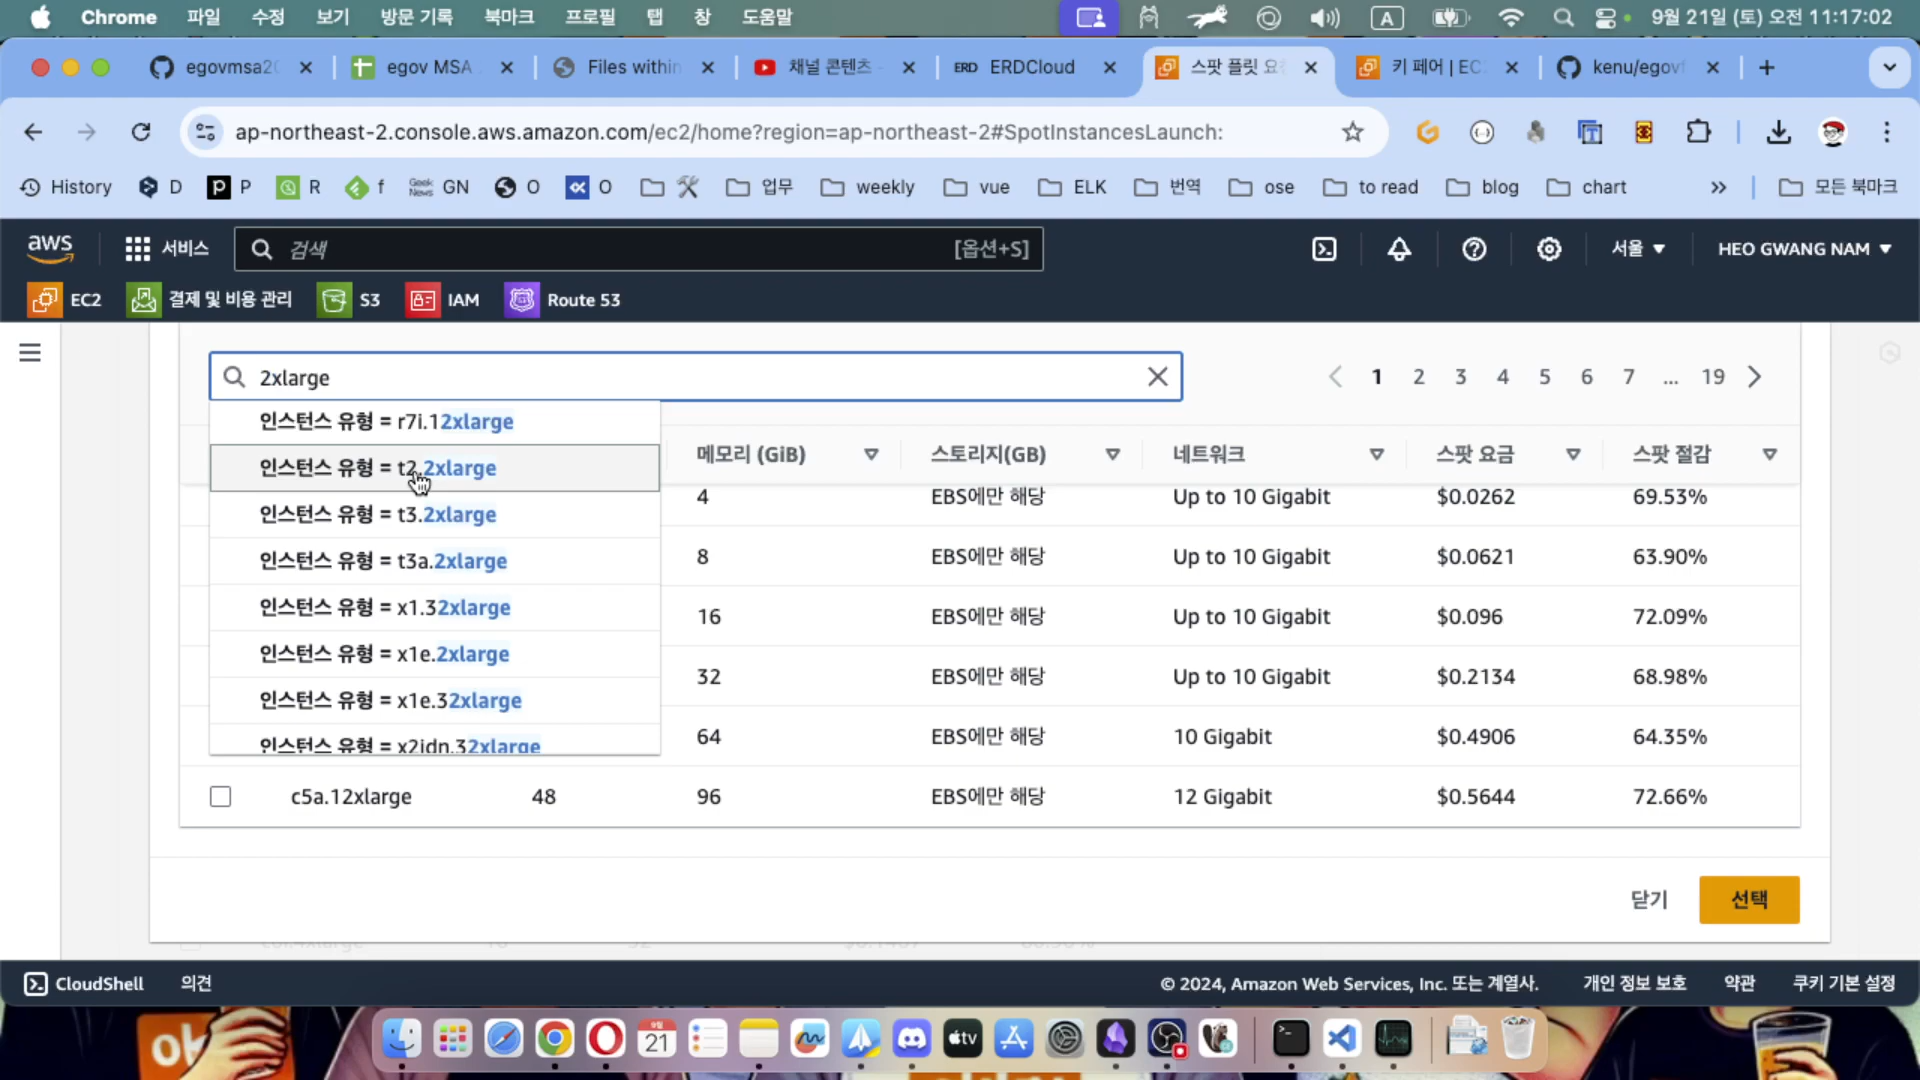 Chrome 파일 수정 보기 방문 기록 북마크 프로필 탭 창 도움말 A 9월 21일 (토) 오전 11:17:02
egovmsa20 egov MSA Files within 채널 콘텐츠 - ERD ERDCloud 스팟 플릿 요 키 페어 | EC kenu/egovf
ap-northeast-2.console.aws.amazon.com/ec2/home?region=ap-northeast-2#SpotInstancesLaunch:
History D P R f GN O O 업무 weekly vue ELK 번역 ose to read blog chart 모든 북마크
aws 서비스 검색 [옵션+S] 서울 HEO GWANG NAM
EC2 결제 및 비용 관리 S3 IAM Route 53
2xlarge 1 2 3 4 5 6 7 ... 19
인스턴스 유형 = r7i.12xlarge
인스턴스 유형 = t2.2xlarge
인스턴스 유형 = t3.2xlarge
인스턴스 유형 = t3a.2xlarge
인스턴스 유형 = x1.32xlarge
인스턴스 유형 = x1e.2xlarge
인스턴스 유형 = x1e.32xlarge
인스턴스 유형 = x2idn.32xlarge
메모리 (GiB) 스토리지(GB) 네트워크 스팟 요금 스팟 절감
4 EBS에만 해당 Up to 10 Gigabit $0.0262 69.53%
8 EBS에만 해당 Up to 10 Gigabit $0.0621 63.90%
16 EBS에만 해당 Up to 10 Gigabit $0.096 72.09%
32 EBS에만 해당 Up to 10 Gigabit $0.2134 68.98%
64 EBS에만 해당 10 Gigabit $0.4906 64.35%
c5a.12xlarge 48 96 EBS에만 해당 12 Gigabit $0.5644 72.66%
닫기 선택
CloudShell 의견 © 2024, Amazon Web Services, Inc. 또는 계열사. 개인 정보 보호 약관 쿠키 기본 설정
ok
9월 21 tv